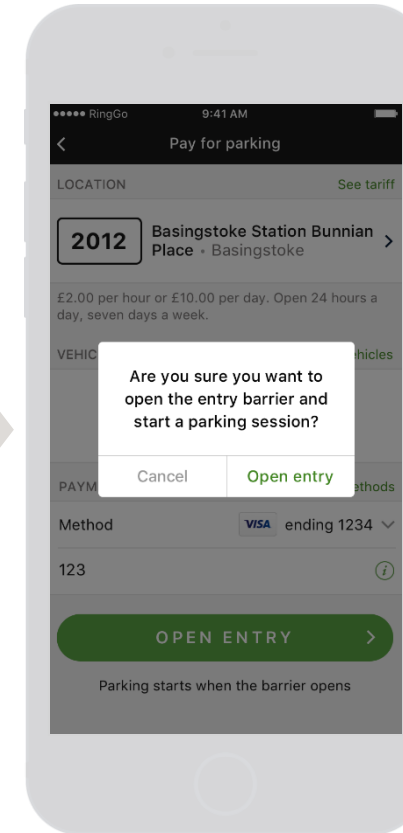 RingGo 9:41 AM
Pay for parking
LOCATION See tariff
2012 Basingstoke Station Bunnian
Place • Basingstoke
£2.00 per hour or £10.00 per day. Open 24 hours a
day, seven days a week.
VEHIC hicles
Are you sure you want to
open the entry barrier and
start a parking session?
Cancel Open entry
PAYM ethods
Method VISA ending 1234
123 i
OPEN ENTRY
Parking starts when the barrier opens